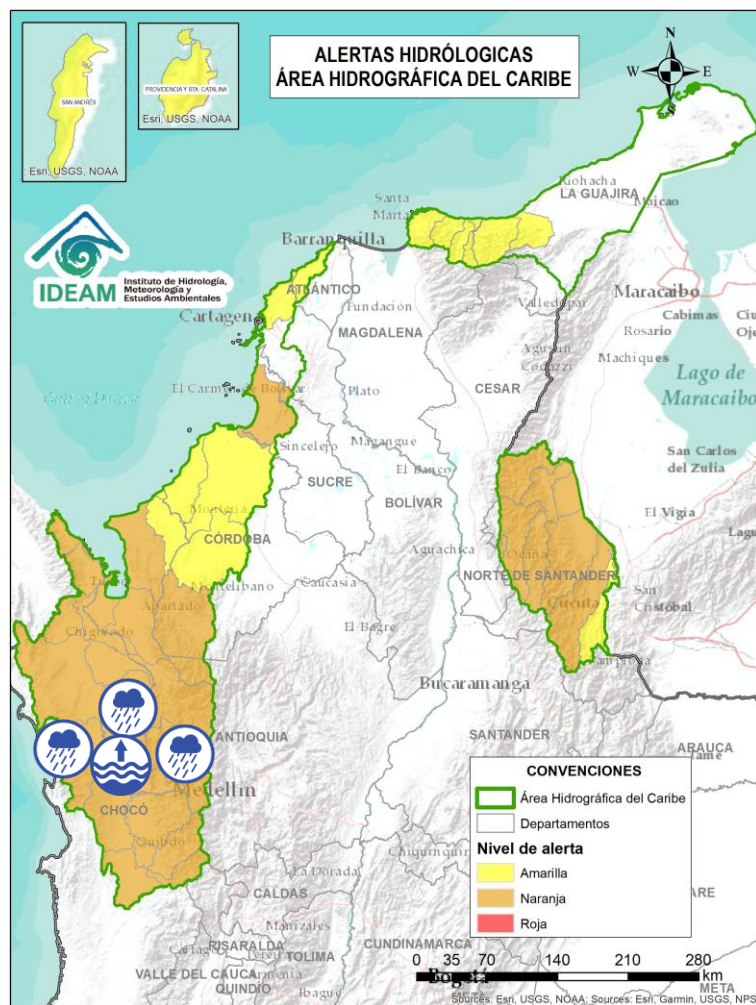 ALERTAS HIDRÓLOGICAS
ÁREA HIDROGRÁFICA DEL CARIBE
N
W
E
S
SAN ANDRÉS
Esri, USGS, NOAA
PROVIDENCIA Y STA. CATALINA
Esri, USGS, NOAA
IDEAM
Instituto de Hidrología,
Meteorología y
Estudios Ambientales
Riohacha
LA GUAJIRA
Maicao
Santa
Marta
Barranquilla
ATLÁNTICO
Cartagena
Fundación
MAGDALENA
Valledupar
Maracaibo
Cabimas
Rosario
Machiques
Agustín
Codazzi
CESAR
Lago de
Maracaibo
El Carmen de Bolívar
Plato
Sincelejo
Magangué
San Carlos
del Zulia
El Banco
SUCRE
BOLÍVAR
Montería
CÓRDOBA
El Vigía
Aguachica
Ocaña
NORTE DE SANTANDER
Montelibano
Caucasia
Apartadó
San
Cristóbal
Cúcuta
El Bagre
Chigorodó
Pamplona
Bucaramanga
ANTIOQUIA
SANTANDER
ARAUCA
Medellín
CHOCÓ
Quibdó
La Dorada
CALDAS
Manizales
RISARALDA
Pereira
TOLIMA
CUNDINAMARCA
VALLE DEL CAUCA
Armenia
QUINDÍO
Ibagué
Bogotá
META
CONVENCIONES
Área Hidrográfica del Caribe
Departamentos
Nivel de alerta
Amarilla
Naranja
Roja
0 35 70 140 210 280
km
Sources: Esri, USGS, NOAA; Sources: Esri, Garmin, USGS,